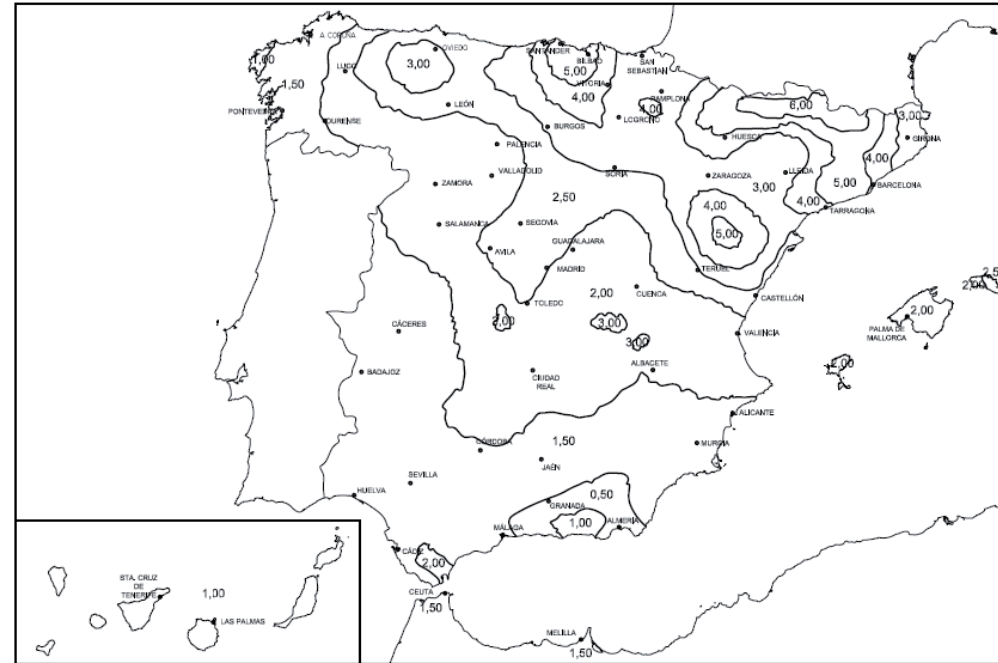 A CORUÑA
1,00
LUGO
1,50
PONTEVEDRA
OURENSE
OVIEDO
3,00
LEÓN
SANTANDER
BILBAO
5,00
VITORIA
4,00
SAN
SEBASTIÁN
PAMPLONA
4,00
LOGROÑO
BURGOS
6,00
3,00
HUESCA
GIRONA
PALENCIA
VALLADOLID
ZAMORA
SORIA
2,50
ZARAGOZA
LLEIDA
3,00
4,00
5,00
BARCELONA
4,00
TARRAGONA
4,00
5,00
SALAMANCA
SEGOVIA
AVILA
GUADALAJARA
MADRID
TERUEL
CUENCA
2,00
TOLEDO
CASTELLÓN
2,00
3,00
3,00
VALENCIA
2,00
2,00
PALMA DE
MALLORCA
2,00
CÁCERES
BADAJOZ
CIUDAD
REAL
ALBACETE
ALICANTE
CÓRDOBA
1,50
JAÉN
MURCIA
SEVILLA
HUELVA
0,50
GRANADA
1,00
ALMERÍA
MÁLAGA
CÁDIZ
2,00
CEUTA
1,50
MELILLA
1,50
STA. CRUZ
DE
TENERIFE
1,00
LAS PALMAS